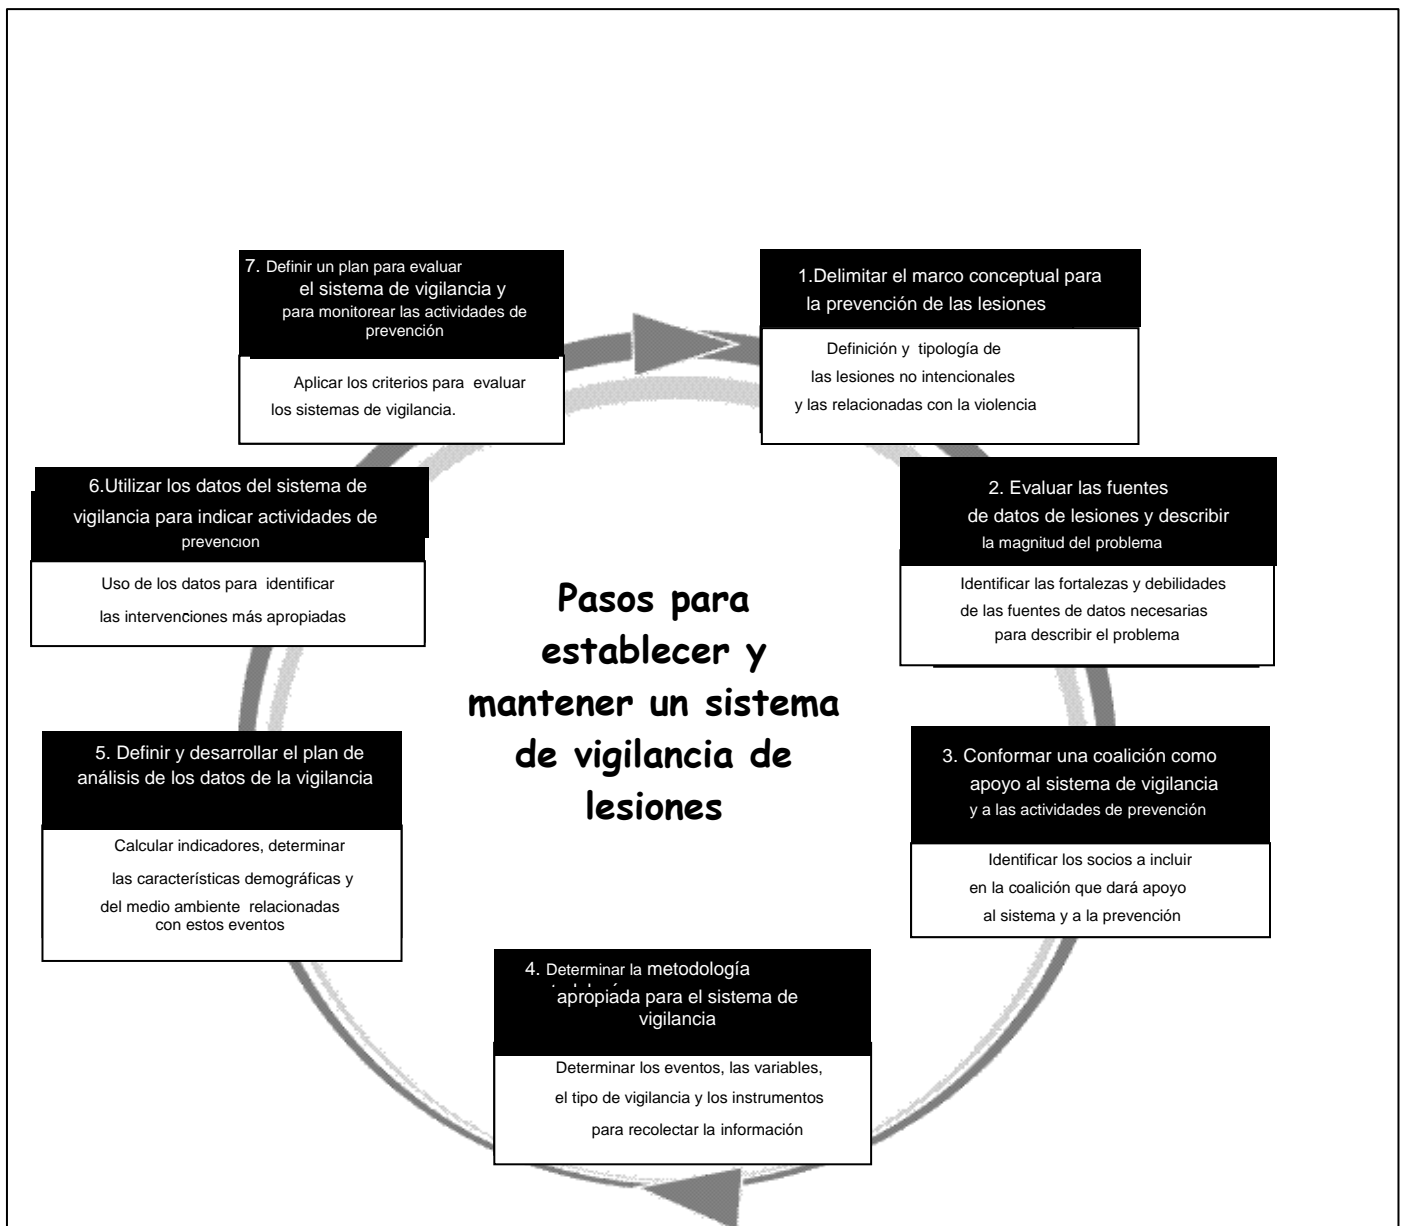 7. Definir un plan para evaluar
el sistema de vigilancia y
para monitorear las actividades de
prevención
Aplicar los criterios para evaluar
los sistemas de vigilancia.
1.Delimitar el marco conceptual para
la prevención de las lesiones
Definición y tipología de
las lesiones no intencionales
y las relacionadas con la violencia
6.Utilizar los datos del sistema de
vigilancia para indicar actividades de
prevención
Uso de los datos para identificar
las intervenciones más apropiadas
2. Evaluar las fuentes
de datos de lesiones y describir
la magnitud del problema
Identificar las fortalezas y debilidades
de las fuentes de datos necesarias
para describir el problema
Pasos para
establecer y
mantener un sistema
de vigilancia de
lesiones
5. Definir y desarrollar el plan de
análisis de los datos de la vigilancia
Calcular indicadores, determinar
las características demográficas y
del medio ambiente relacionadas
con estos eventos
3. Conformar una coalición como
apoyo al sistema de vigilancia
y a las actividades de prevención
Identificar los socios a incluir
en la coalición que dará apoyo
al sistema y a la prevención
4. Determinar la metodología
apropiada para el sistema de
vigilancia
Determinar los eventos, las variables,
el tipo de vigilancia y los instrumentos
para recolectar la información